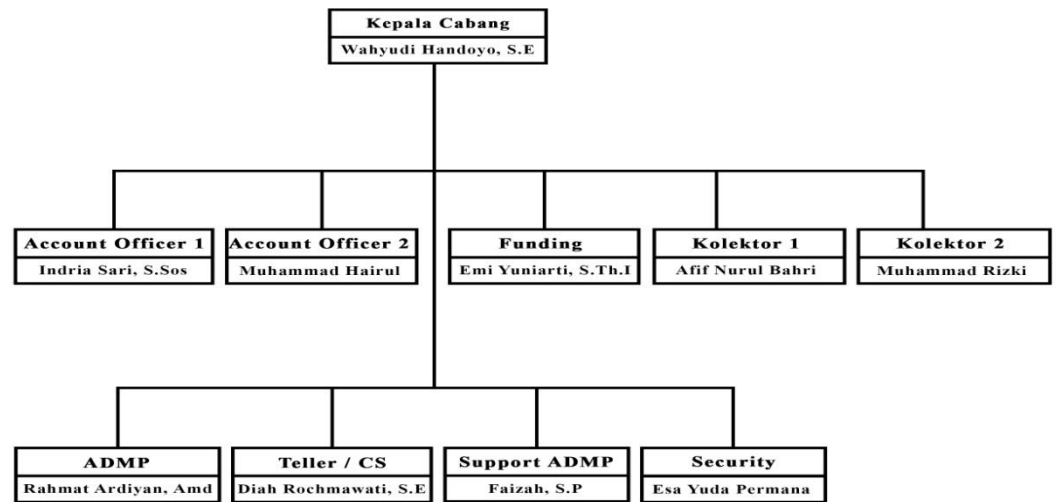 Kepala Cabang
Wahyudi Handoyo, S.E
Account Officer 1
Indria Sari, S.Sos
Account Officer 2
Muhammad Hairul
Funding
Emi Yuniarti, S.Th.I
Kolektor 1
Afif Nurul Bahri
Kolektor 2
Muhammad Rizki
ADMP
Rahmat Ardiyan, Amd
Teller / CS
Diah Rochmawati, S.E
Support ADMP
Faizah, S.P
Security
Esa Yuda Permana